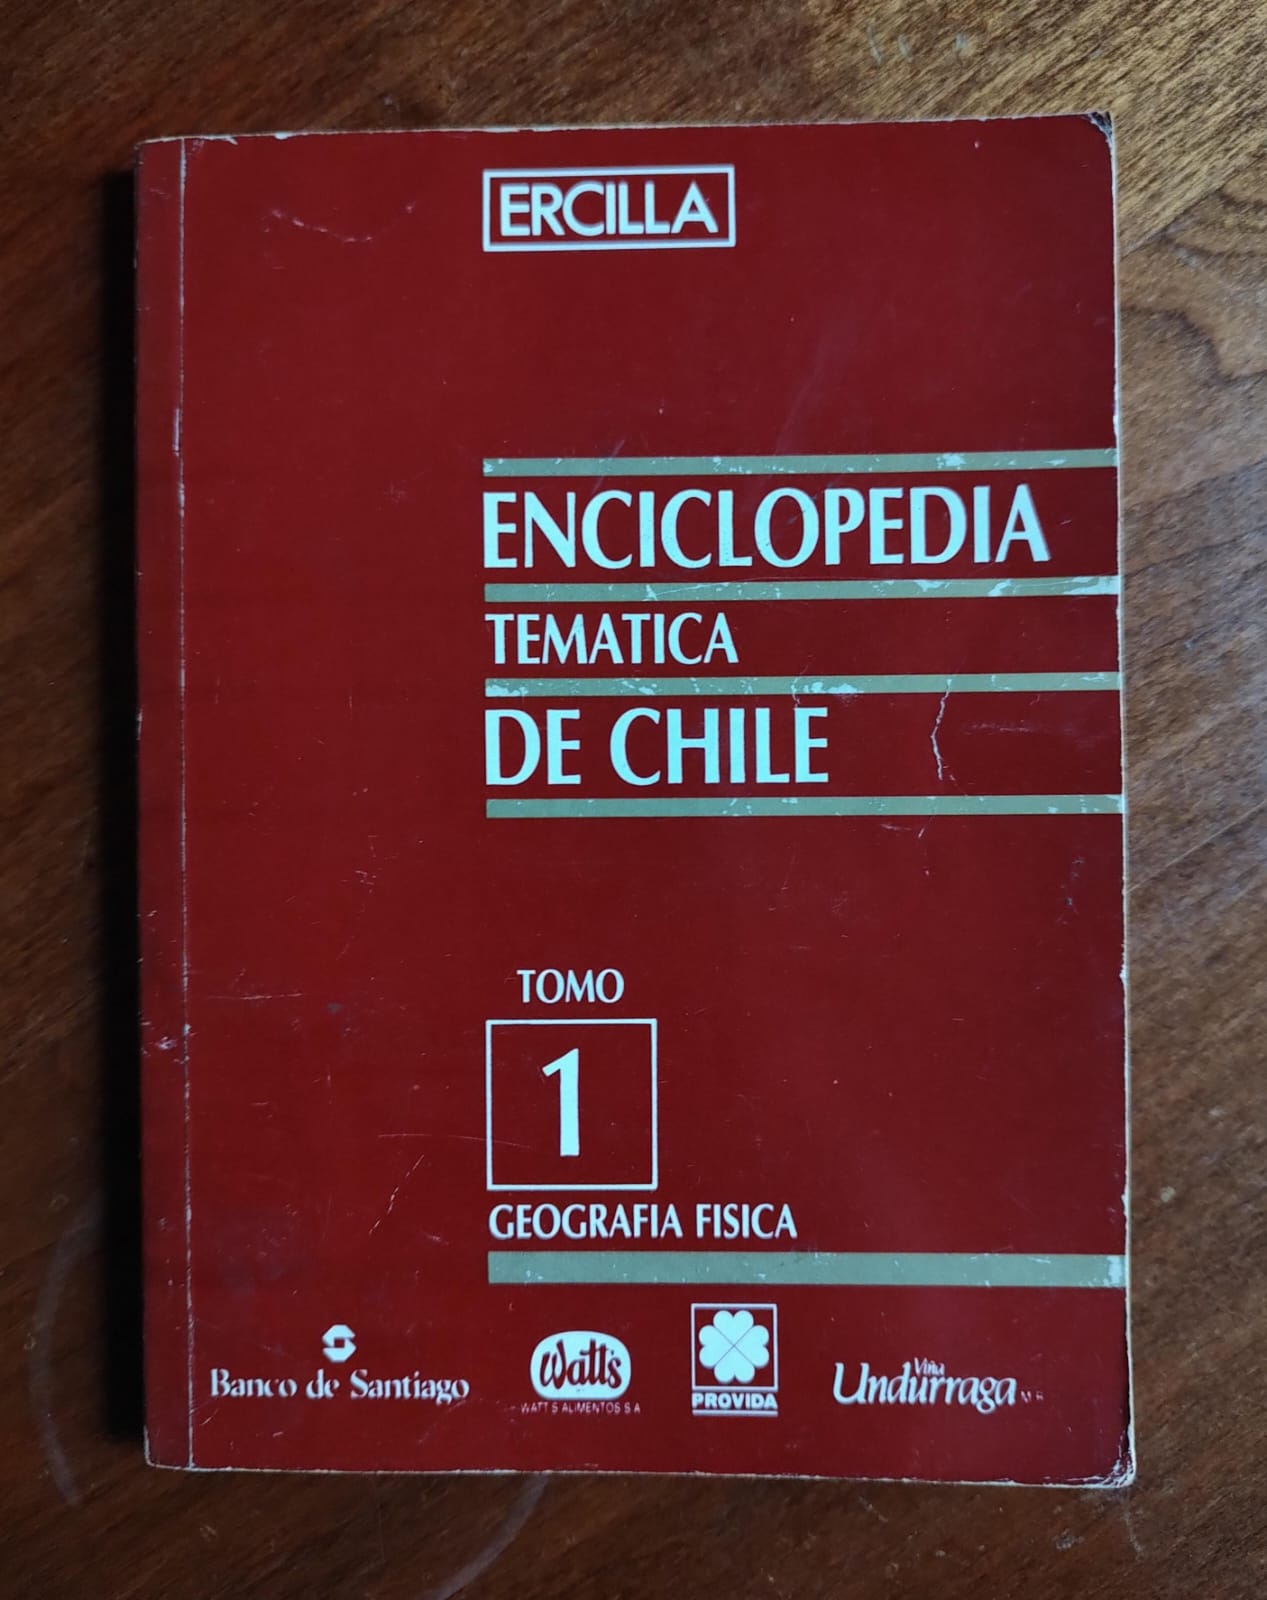 ERCILLA
ENCICLOPEDIA
TEMATICA
DE CHILE
TOMO
1
GEOGRAFIA FISICA
Banco de Santiago
Watt's
WATT S ALIMENTOS S A
PROVIDA
Viña
Undurraga M.R.